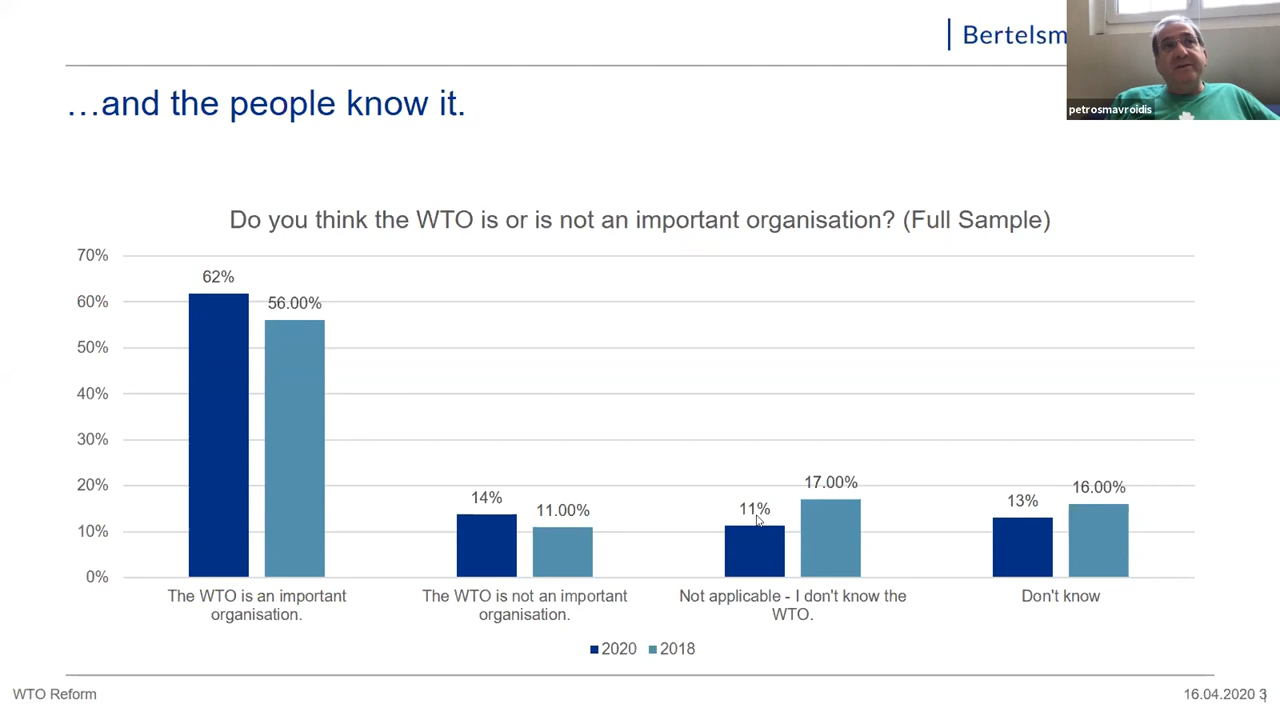 Bertelsm
petrosmavroidis
…and the people know it.
Do you think the WTO is or is not an important organisation? (Full Sample)
70%
60%
50%
40%
30%
20%
10%
0%
62%
56.00%
14%
11.00%
11%
17.00%
13%
16.00%
The WTO is an important
organisation.
The WTO is not an important
organisation.
Not applicable - I don't know the
WTO.
Don't know
2020 2018
WTO Reform
16.04.2020 3